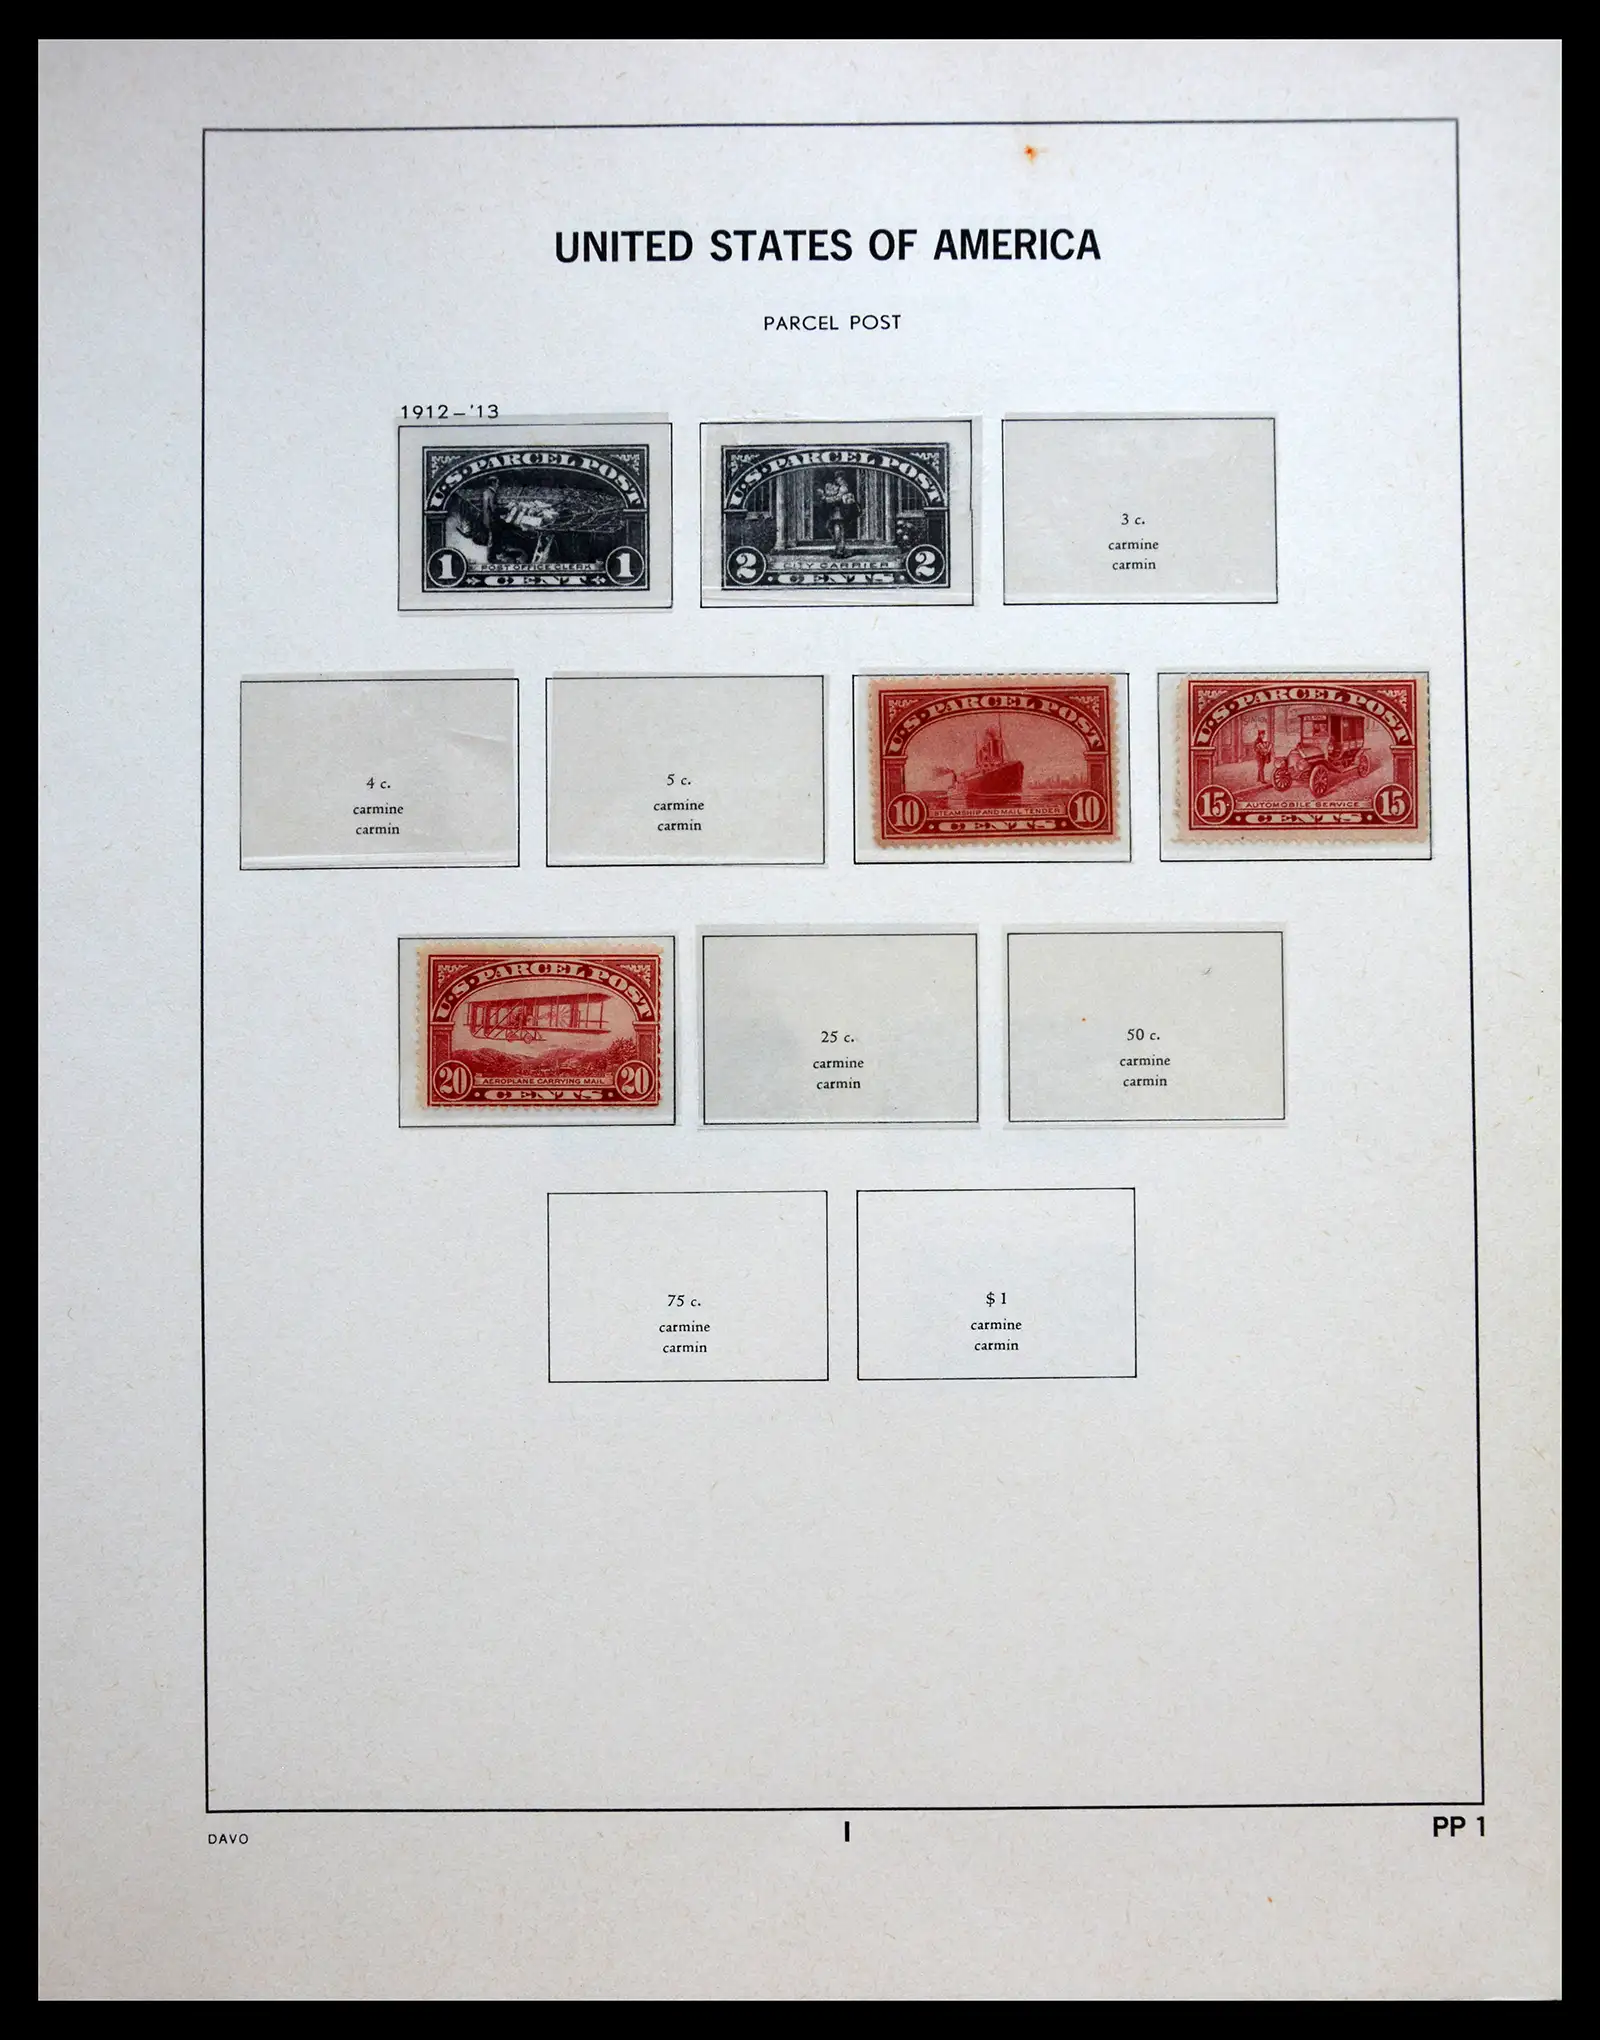 UNITED STATES OF AMERICA
PARCEL POST
1912–'13
U·S·PARCEL POST
POST OFFICE CLERK
1 CENT 1
U·S·PARCEL POST
CITY CARRIER
2 CENTS 2
3 c.
carmine
carmin
4 c.
carmine
carmin
5 c.
carmine
carmin
U·S·PARCEL POST
STEAMSHIP AND MAIL TENDER
10 CENTS 10
U·S·PARCEL POST
AUTOMOBILE SERVICE
15 CENTS 15
U·S·PARCEL POST
AEROPLANE CARRYING MAIL
20 CENTS 20
25 c.
carmine
carmin
50 c.
carmine
carmin
75 c.
carmine
carmin
$ 1
carmine
carmin
DAVO
I
PP 1